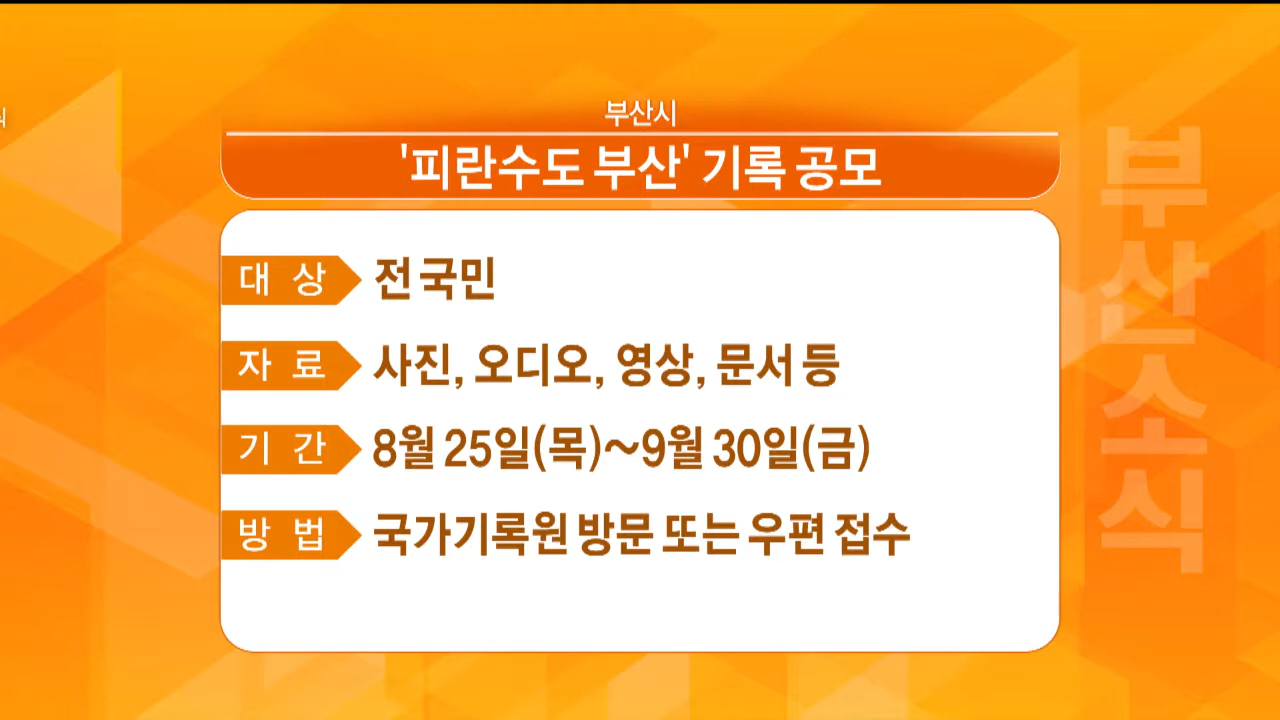 부산시
'피란수도 부산' 기록 공모
대 상 전 국민
자 료 사진, 오디오, 영상, 문서 등
기 간 8월 25일(목)~9월 30일(금)
방 법 국가기록원 방문 또는 우편 접수
부산소식